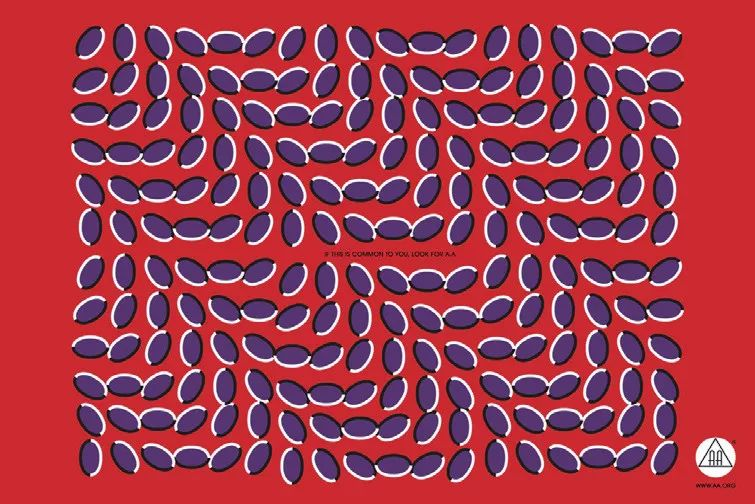 IF THIS IS COMMON TO YOU, LOOK FOR A.A.
AA
®
WWW.AA.ORG